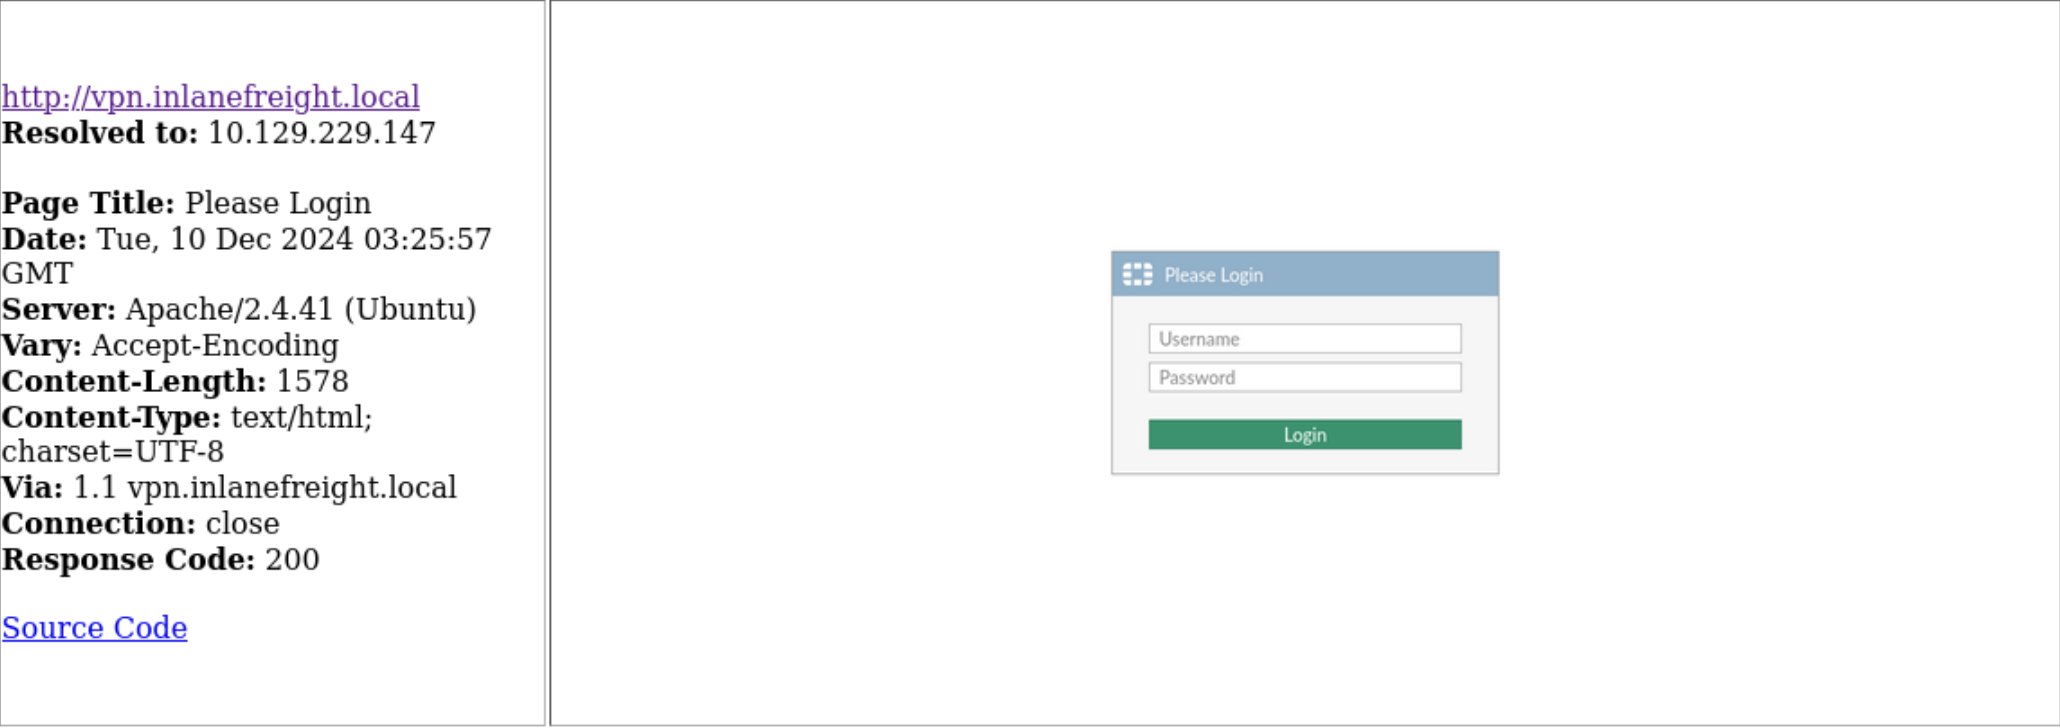 http://vpn.inlanefreight.local
Resolved to: 10.129.229.147
Page Title: Please Login
Date: Tue, 10 Dec 2024 03:25:57
GMT
Server: Apache/2.4.41 (Ubuntu)
Vary: Accept-Encoding
Content-Length: 1578
Content-Type: text/html;
charset=UTF-8
Via: 1.1 vpn.inlanefreight.local
Connection: close
Response Code: 200
Source Code
Please Login
Username
Password
Login